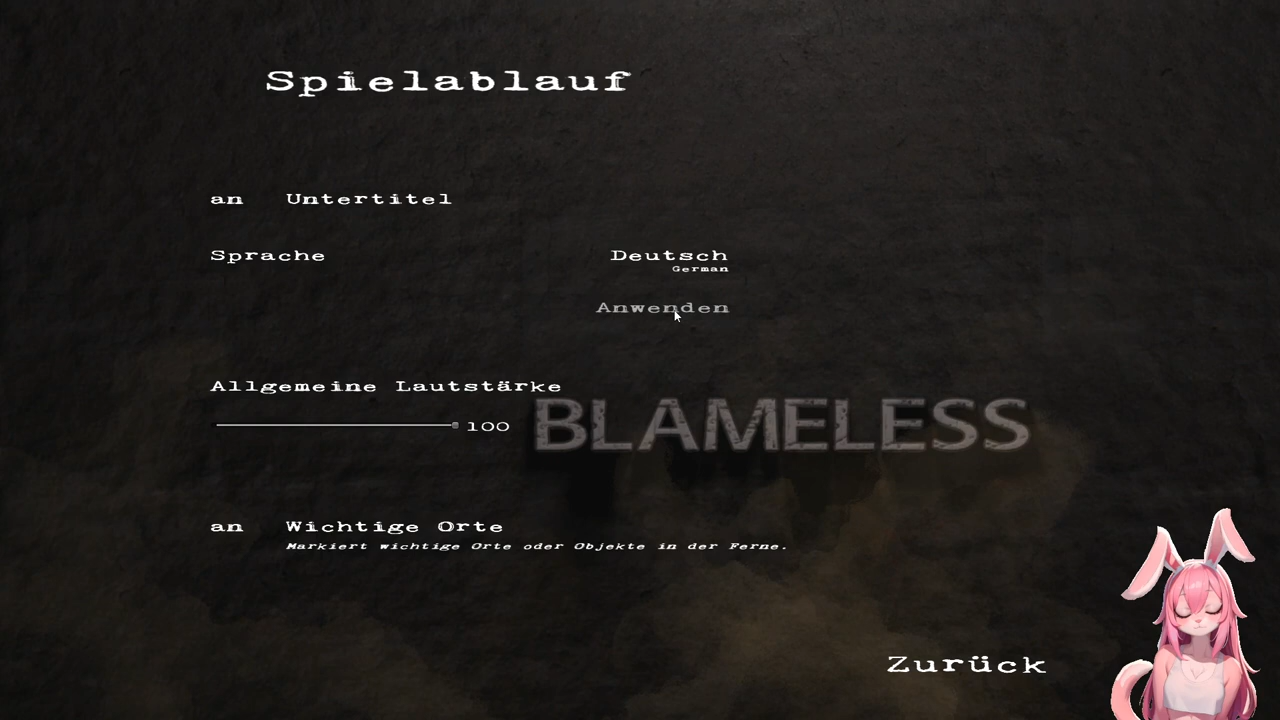 Spielablauf
an Untertitel
Sprache Deutsch
German
Anwenden
Allgemeine Lautstärke
100
BLAMELESS
an Wichtige Orte
Markiert wichtige Orte oder Objekte in der Ferne.
Zurück